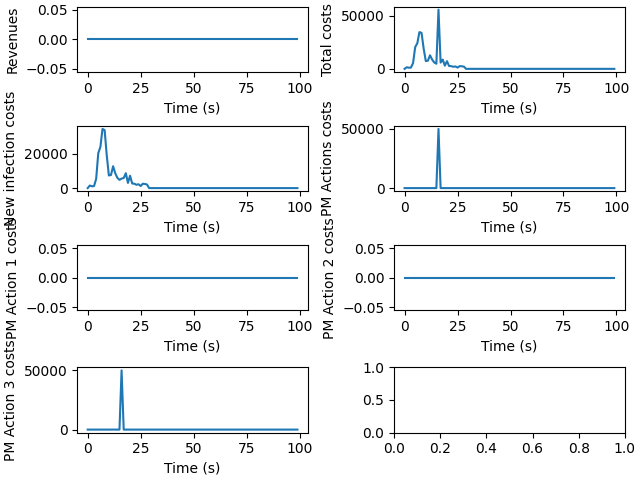 Revenues
0.05
0.00
−0.05
0 25 50 75 100
Time (s)
Total costs
50000
0
0 25 50 75 100
Time (s)
New infection costs
20000
0
0 25 50 75 100
Time (s)
PM Actions costs
50000
0
0 25 50 75 100
Time (s)
PM Action 1 costs
0.05
0.00
−0.05
0 25 50 75 100
Time (s)
PM Action 2 costs
0.05
0.00
−0.05
0 25 50 75 100
Time (s)
PM Action 3 costs
50000
0
0 25 50 75 100
Time (s)
1.0
0.5
0.0
0.0 0.2 0.4 0.6 0.8 1.0